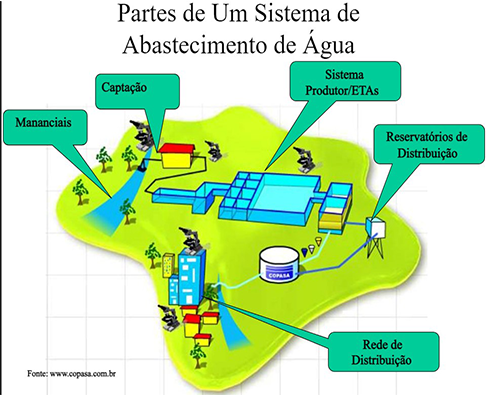 Partes de Um Sistema de
Abastecimento de Água
Sistema
Produtor/ETAs
Captação
Mananciais
Reservatórios de
Distribuição
COPASA
Rede de
Distribuição
Fonte: www.copasa.com.br